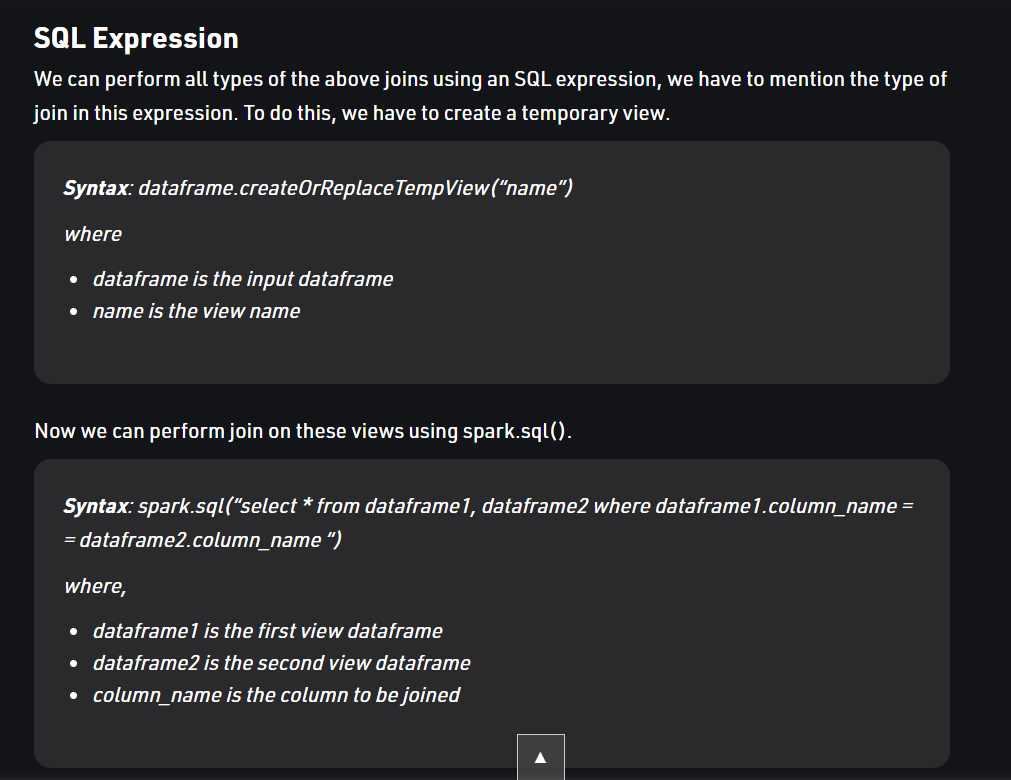 SQL Expression
We can perform all types of the above joins using an SQL expression, we have to mention the type of
join in this expression. To do this, we have to create a temporary view.
Syntax: dataframe.createOrReplaceTempView(“name”)
where
• dataframe is the input dataframe
• name is the view name
Now we can perform join on these views using spark.sql().
Syntax: spark.sql(“select * from dataframe1, dataframe2 where dataframe1.column_name =
= dataframe2.column_name “)
where,
• dataframe1 is the first view dataframe
• dataframe2 is the second view dataframe
• column_name is the column to be joined